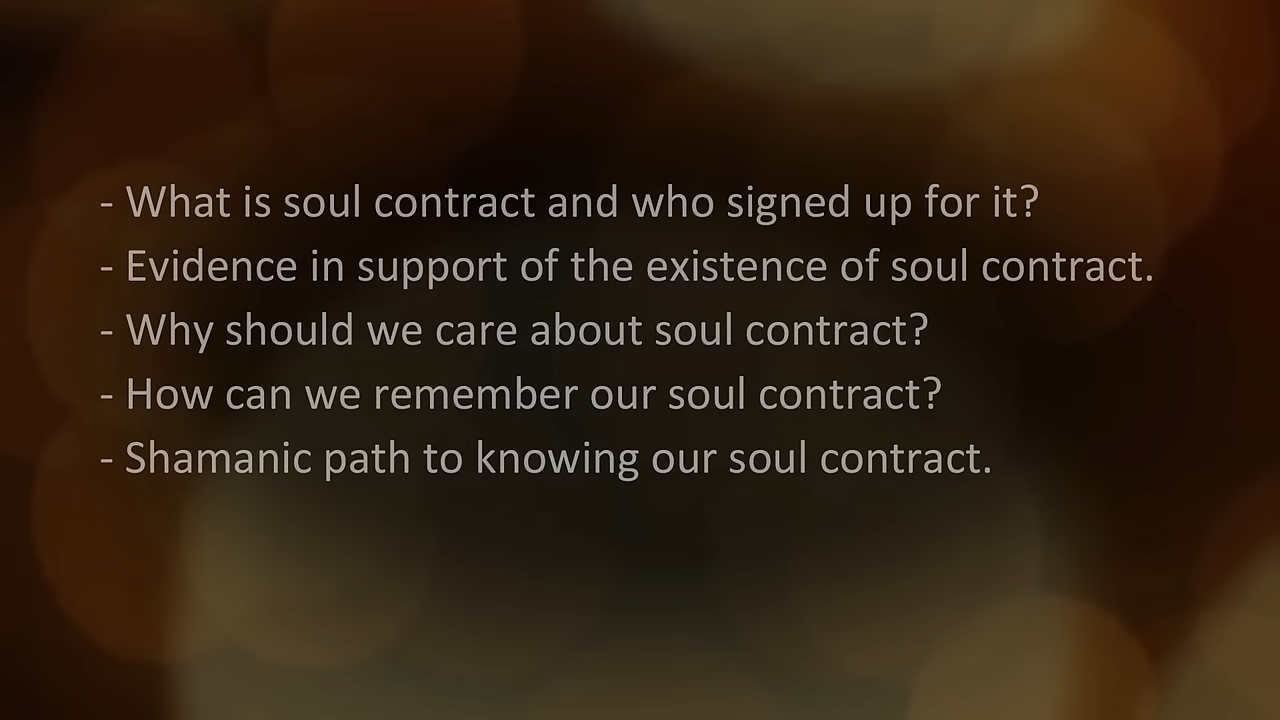 - What is soul contract and who signed up for it?
- Evidence in support of the existence of soul contract.
- Why should we care about soul contract?
- How can we remember our soul contract?
- Shamanic path to knowing our soul contract.